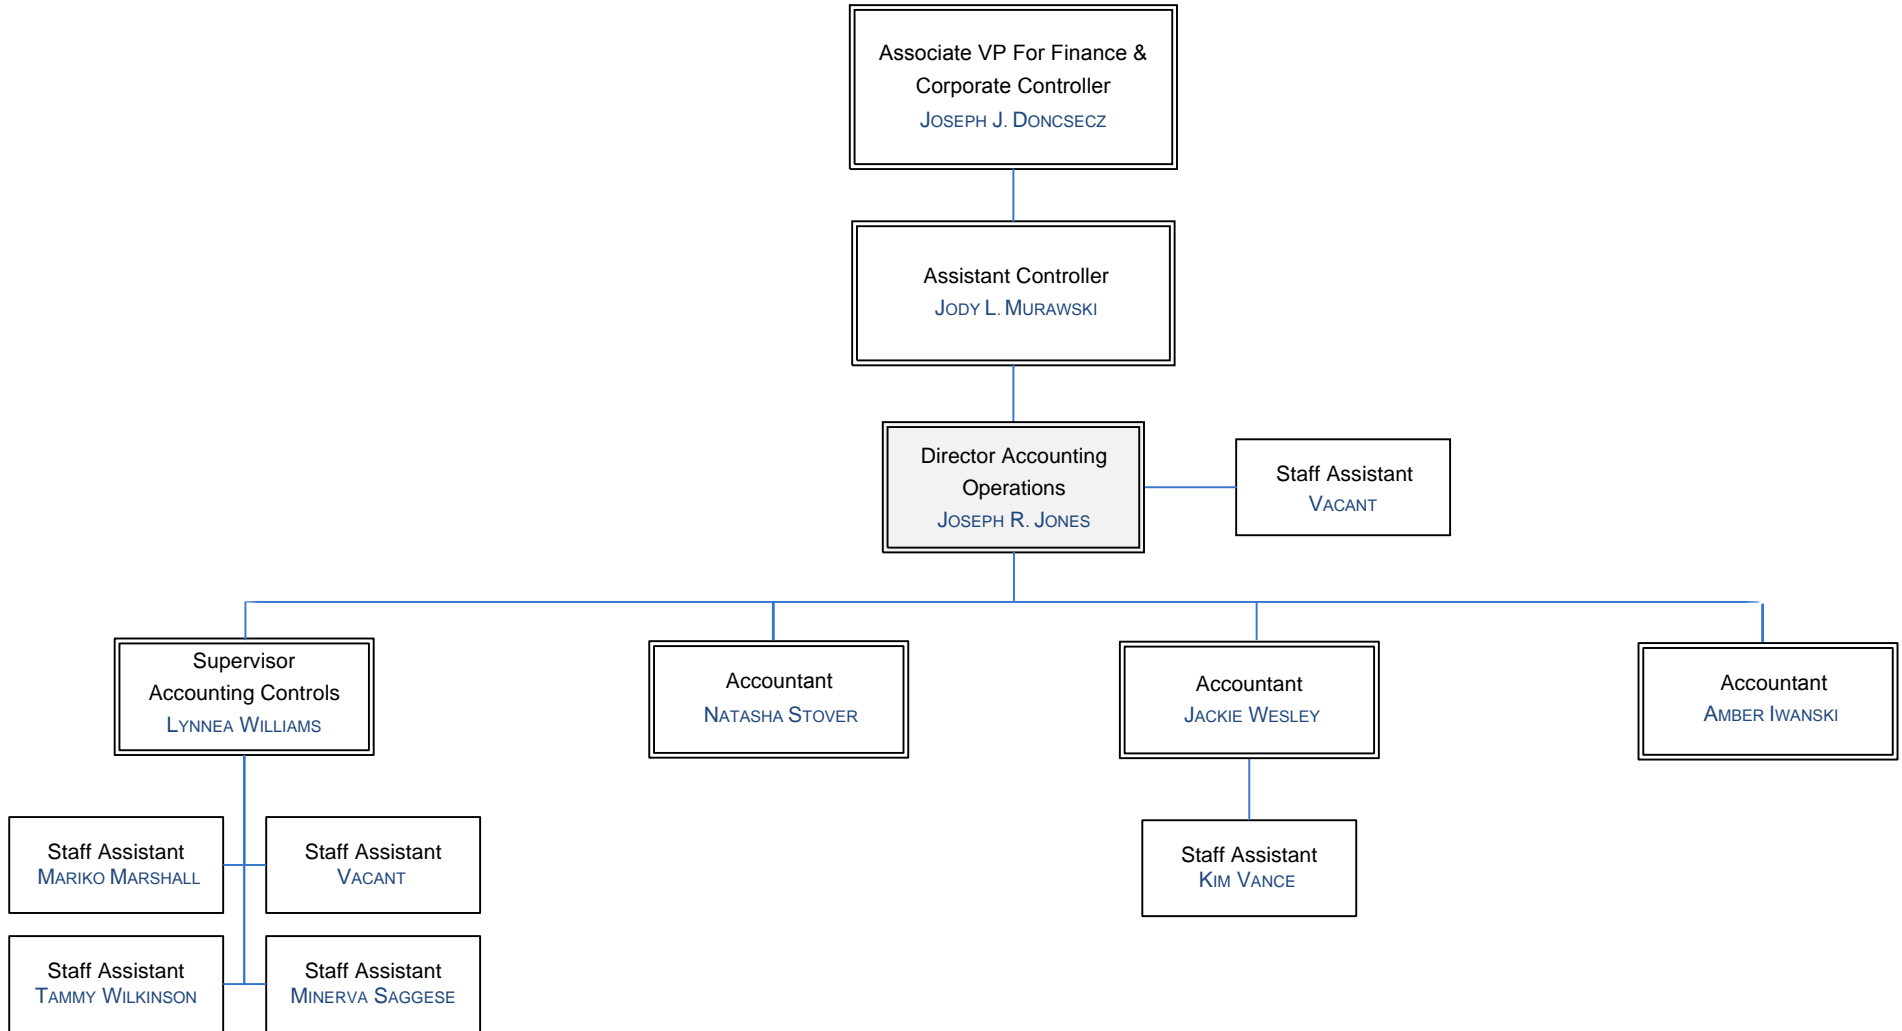 Associate VP For Finance &
Corporate Controller
JOSEPH J. DONCSECZ
Assistant Controller
JODY L. MURAWSKI
Director Accounting
Operations
JOSEPH R. JONES
Staff Assistant
VACANT
Supervisor
Accounting Controls
LYNNEA WILLIAMS
Accountant
NATASHA STOVER
Accountant
JACKIE WESLEY
Accountant
AMBER IWANSKI
Staff Assistant
MARIKO MARSHALL
Staff Assistant
VACANT
Staff Assistant
KIM VANCE
Staff Assistant
TAMMY WILKINSON
Staff Assistant
MINERVA SAGGESE